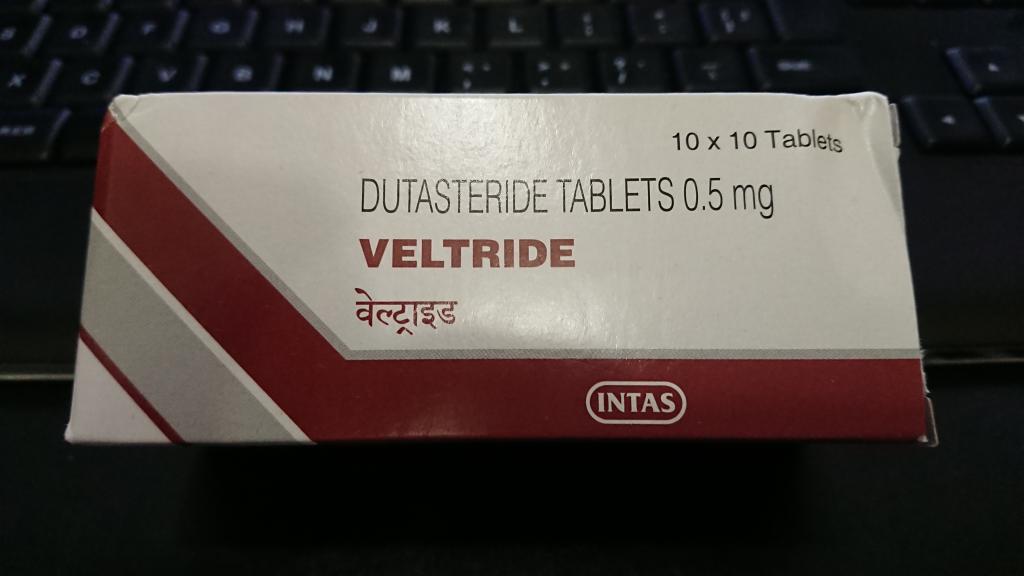 10 x 10 Tablets
DUTASTERIDE TABLETS 0.5 mg
VELTRIDE
वेल्ट्राइड
INTAS